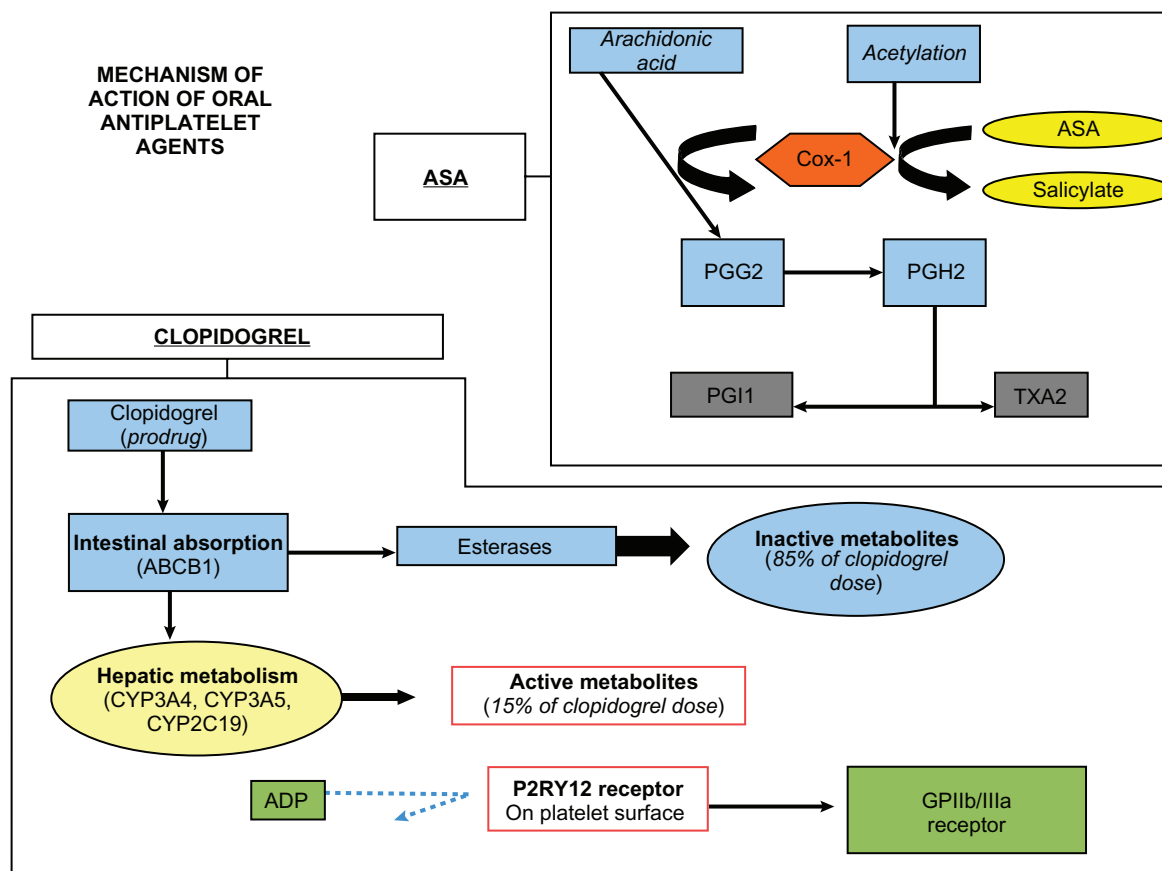 MECHANISM OF
ACTION OF ORAL
ANTIPLATELET
AGENTS
ASA
Arachidonic
acid
Acetylation
Cox-1
ASA
Salicylate
PGG2
PGH2
PGI1
TXA2
CLOPIDOGREL
Clopidogrel
(prodrug)
Intestinal absorption
(ABCB1)
Esterases
Inactive metabolites
(85% of clopidogrel
dose)
Hepatic metabolism
(CYP3A4, CYP3A5,
CYP2C19)
Active metabolites
(15% of clopidogrel dose)
ADP
P2RY12 receptor
On platelet surface
GPIIb/IIIa
receptor